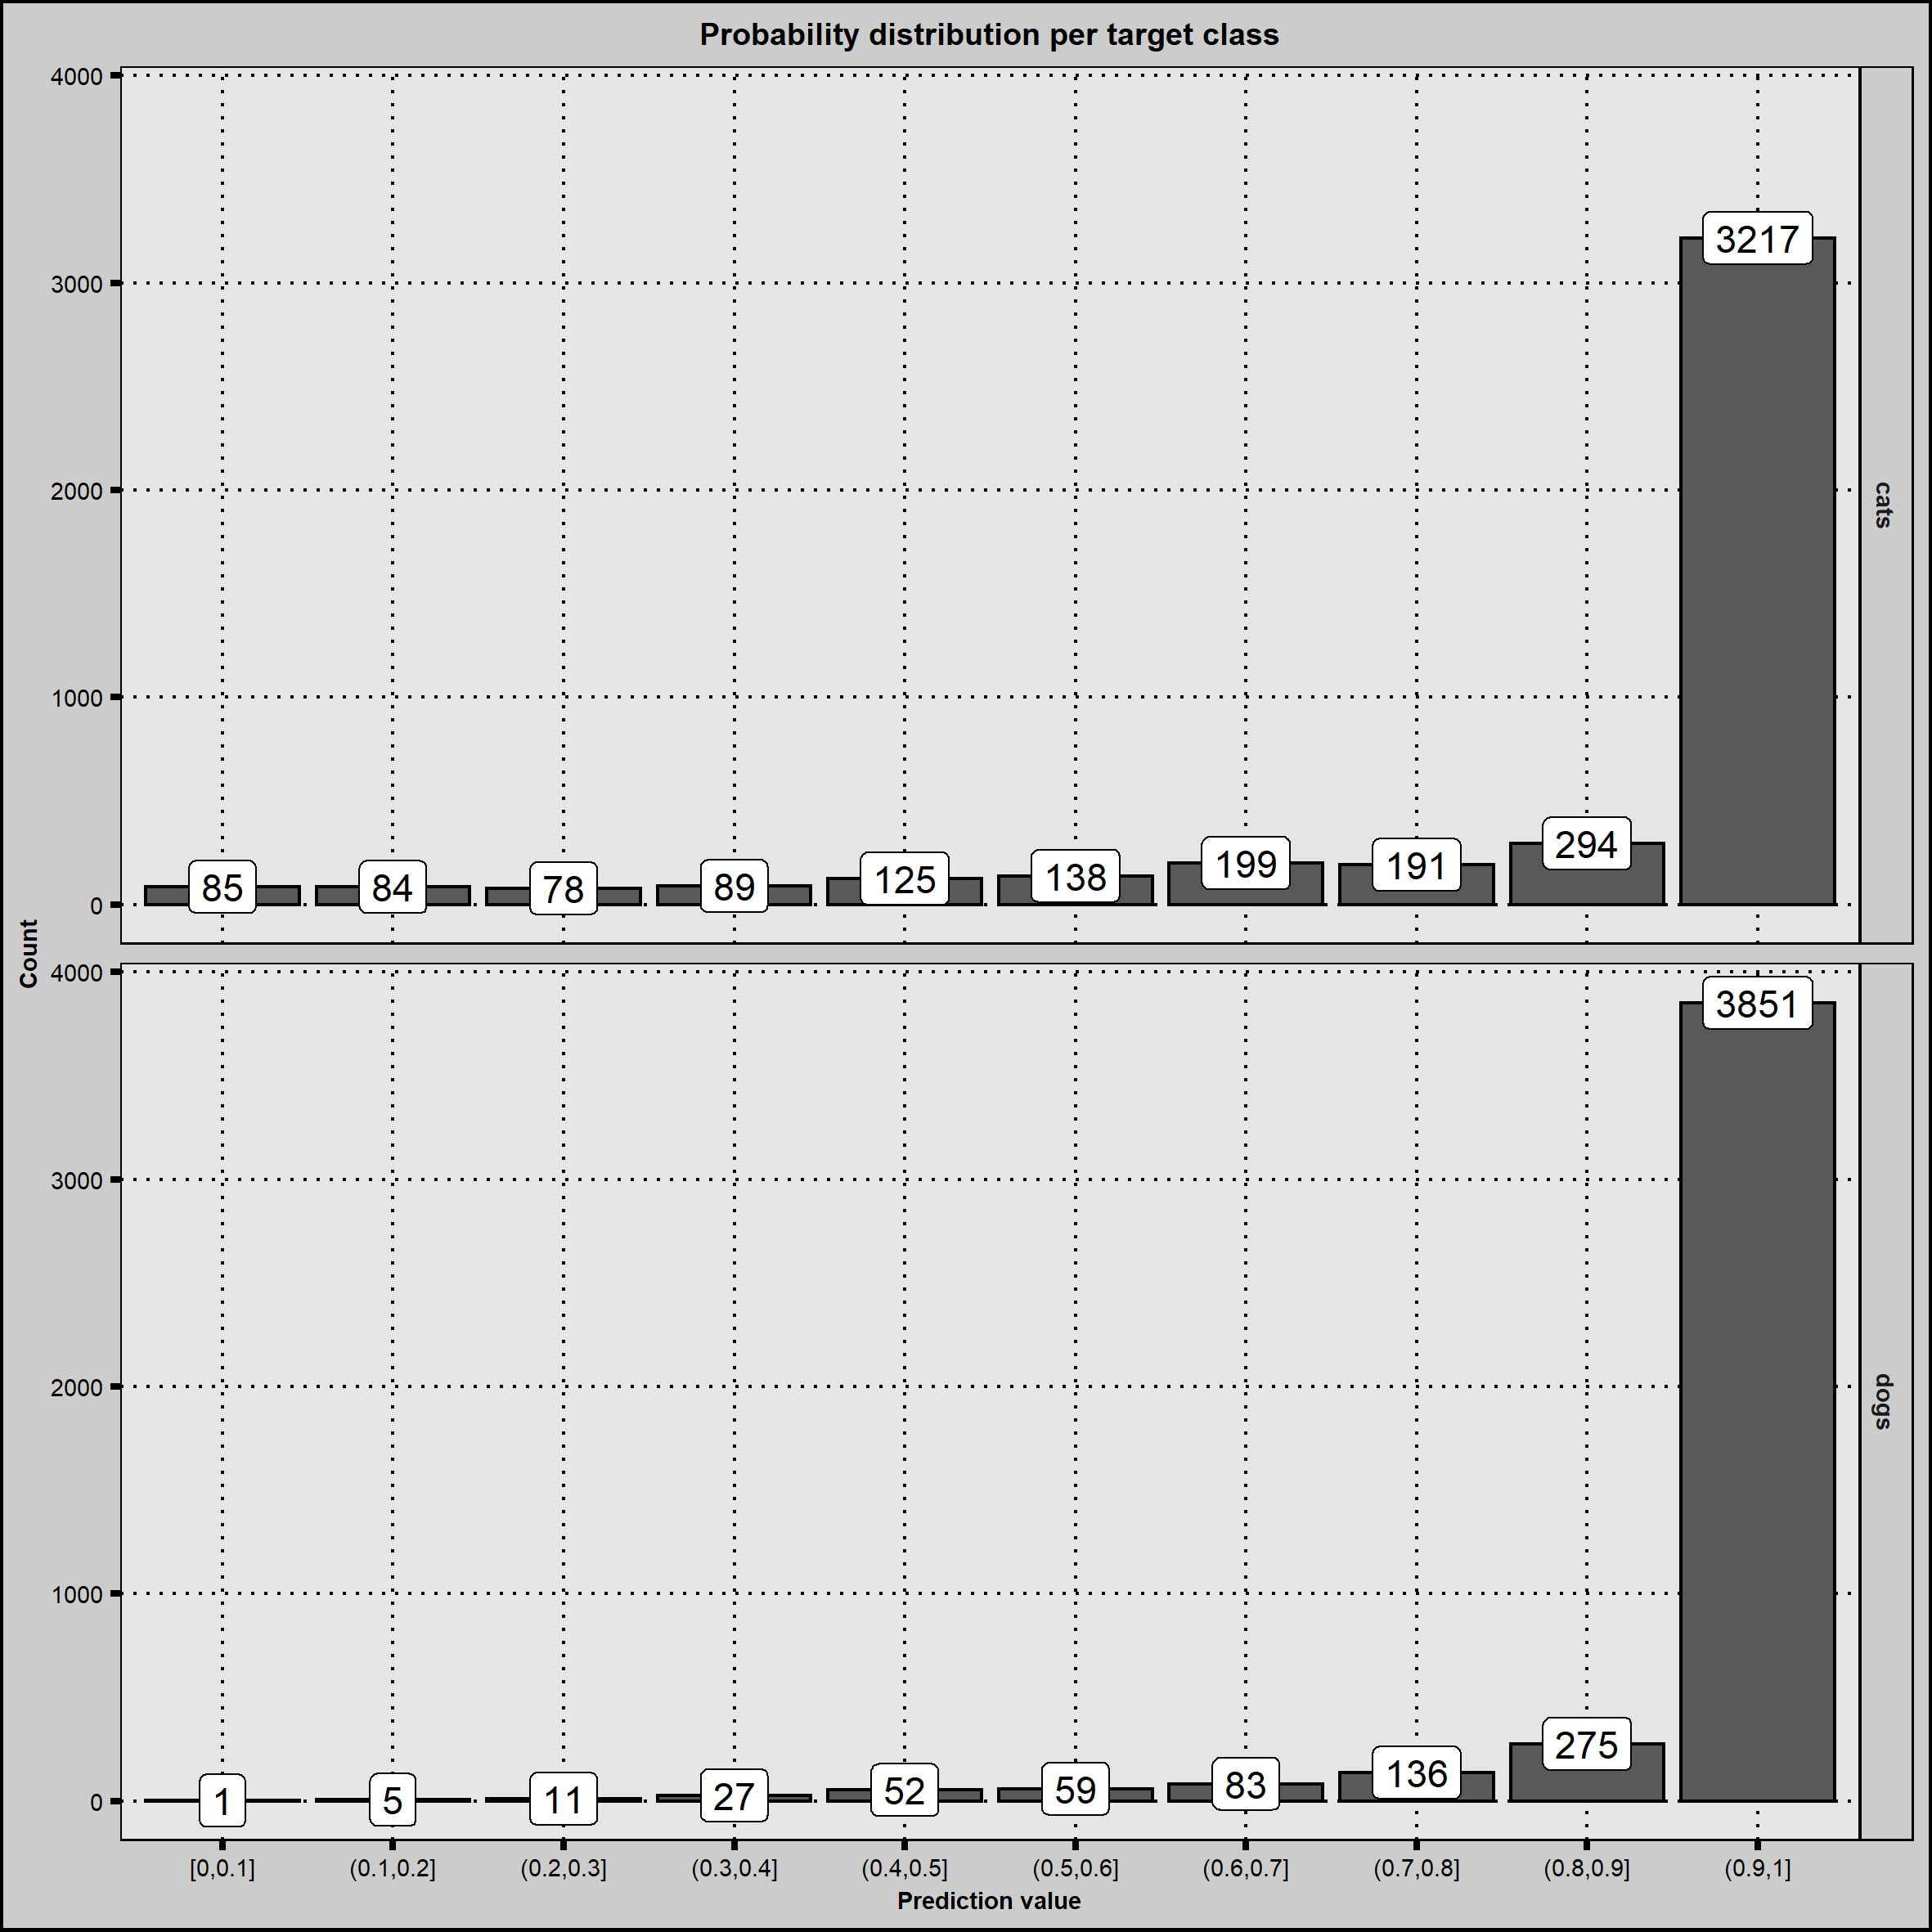 Probability distribution per target class
Count
4000
3000
2000
1000
0
85 84 78 89 125 138 199 191 294 3217
cats
4000
3000
2000
1000
0
1 5 11 27 52 59 83 136 275 3851
dogs
[0,0.1] (0.1,0.2] (0.2,0.3] (0.3,0.4] (0.4,0.5] (0.5,0.6] (0.6,0.7] (0.7,0.8] (0.8,0.9] (0.9,1]
Prediction value